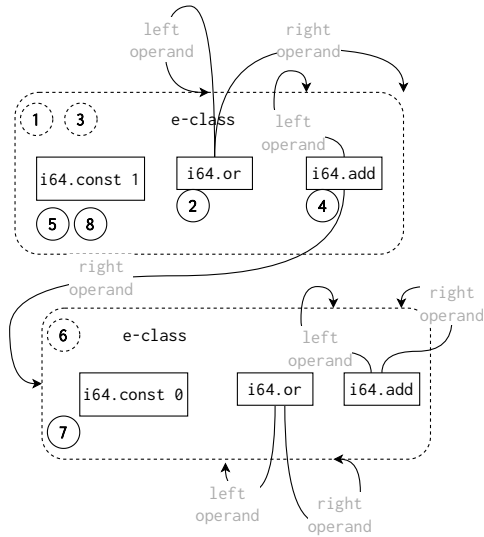 left
operand
right
operand
1
3
e-class
left
operand
i64.const 1
i64.or
i64.add
5
8
2
4
right
operand
6
e-class
right
operand
left
operand
i64.const 0
i64.or
i64.add
7
left
operand
right
operand